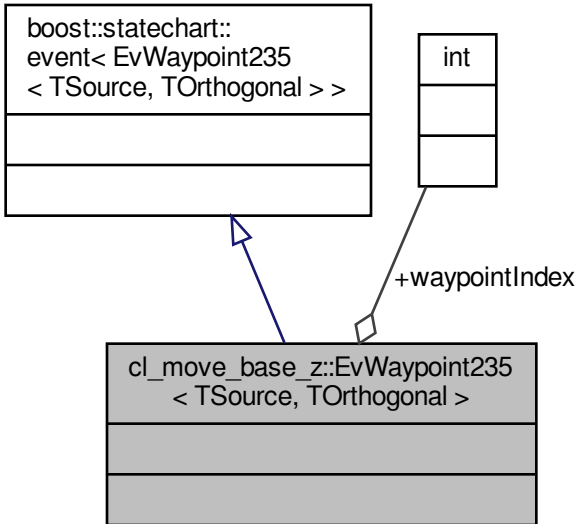 boost::statechart::
event< EvWaypoint235
< TSource, TOrthogonal > >
int
+waypointIndex
cl_move_base_z::EvWaypoint235
< TSource, TOrthogonal >